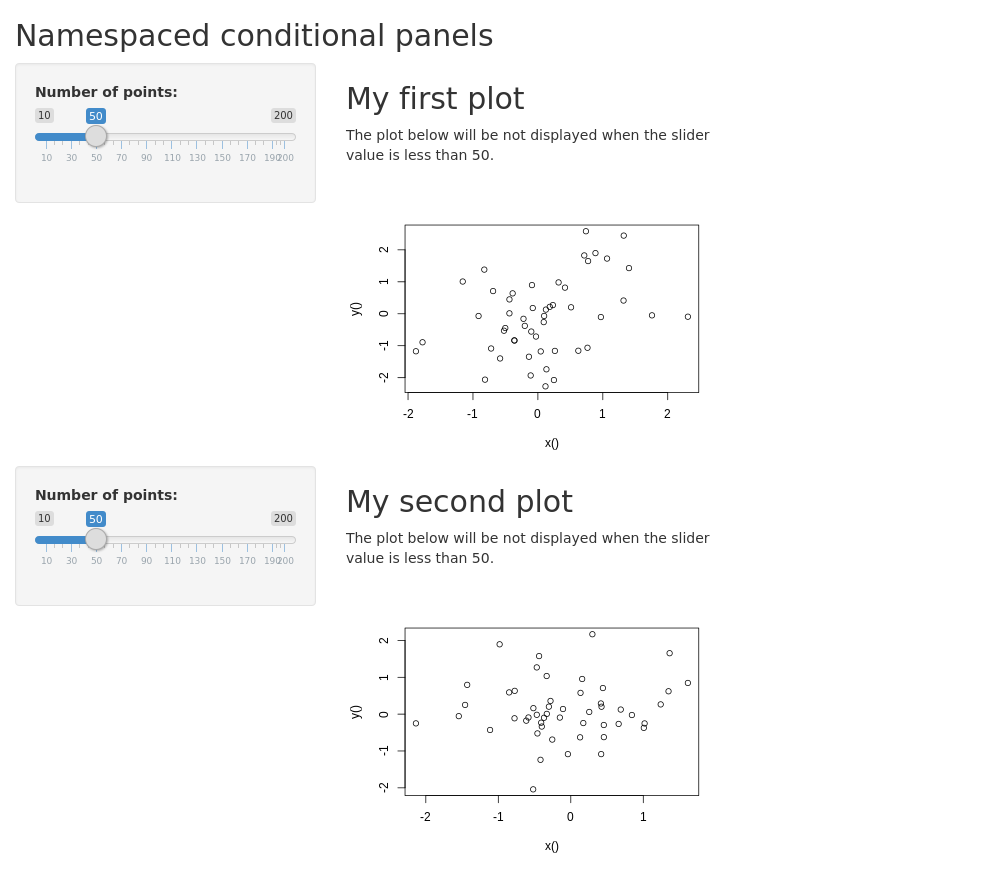 Namespaced conditional panels
Number of points:
10 50 200
10 30 50 70 90 110 130 150 170 190 200
My first plot
The plot below will be not displayed when the slider
value is less than 50.
2
1
0
-1
-2
y()
-2 -1 0 1 2
x()
Number of points:
10 50 200
10 30 50 70 90 110 130 150 170 190 200
My second plot
The plot below will be not displayed when the slider
value is less than 50.
2
1
0
-1
-2
y()
-2 -1 0 1
x()